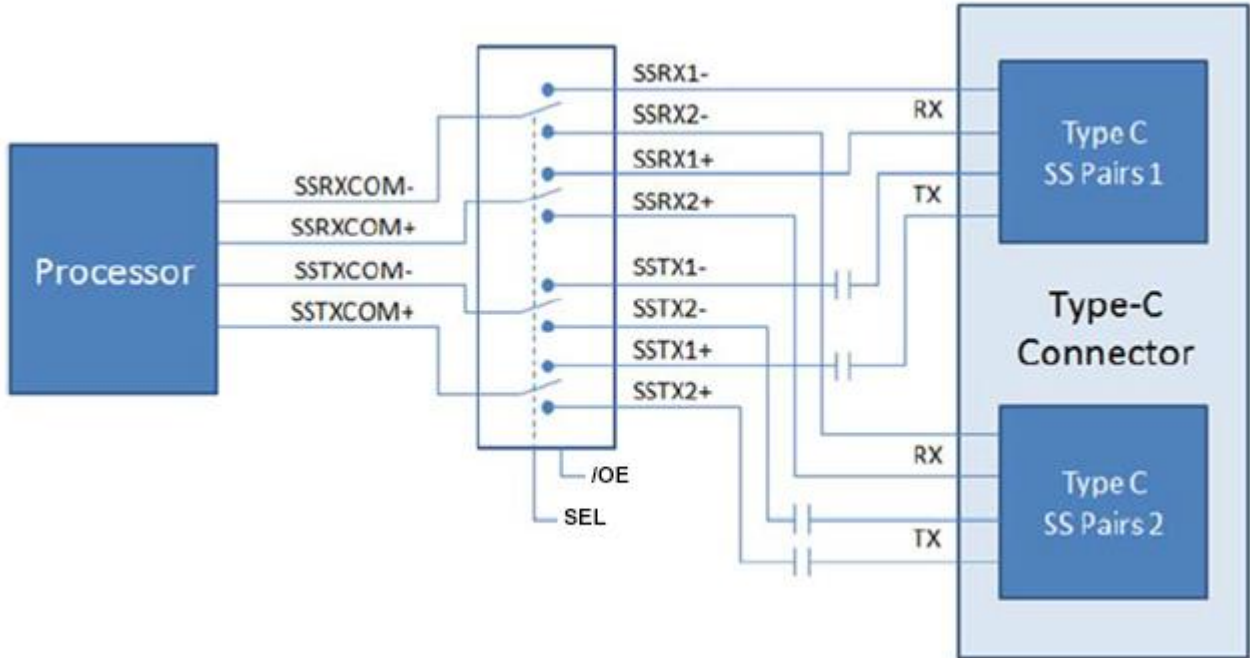 Processor
SSRXCOM-
SSRXCOM+
SSTXCOM-
SSTXCOM+
/OE
SEL
SSRX1-
SSRX2-
SSRX1+
SSRX2+
SSTX1-
SSTX2-
SSTX1+
SSTX2+
RX
TX
RX
TX
Type C
SS Pairs 1
Type-C
Connector
Type C
SS Pairs 2